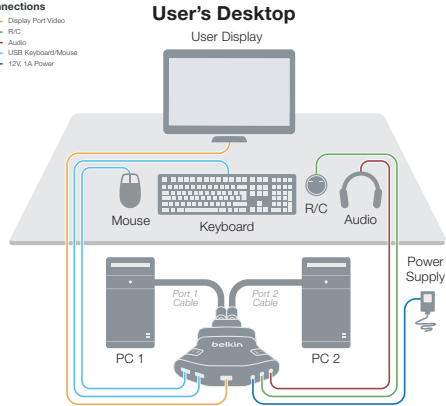 nnections
Display Port Video
R/C
Audio
USB Keyboard/Mouse
12V, 1A Power
User's Desktop
User Display
Mouse
Keyboard
R/C
Audio
Power
Supply
Port 1
Cable
Port 2
Cable
PC 1
belkin
PC 2